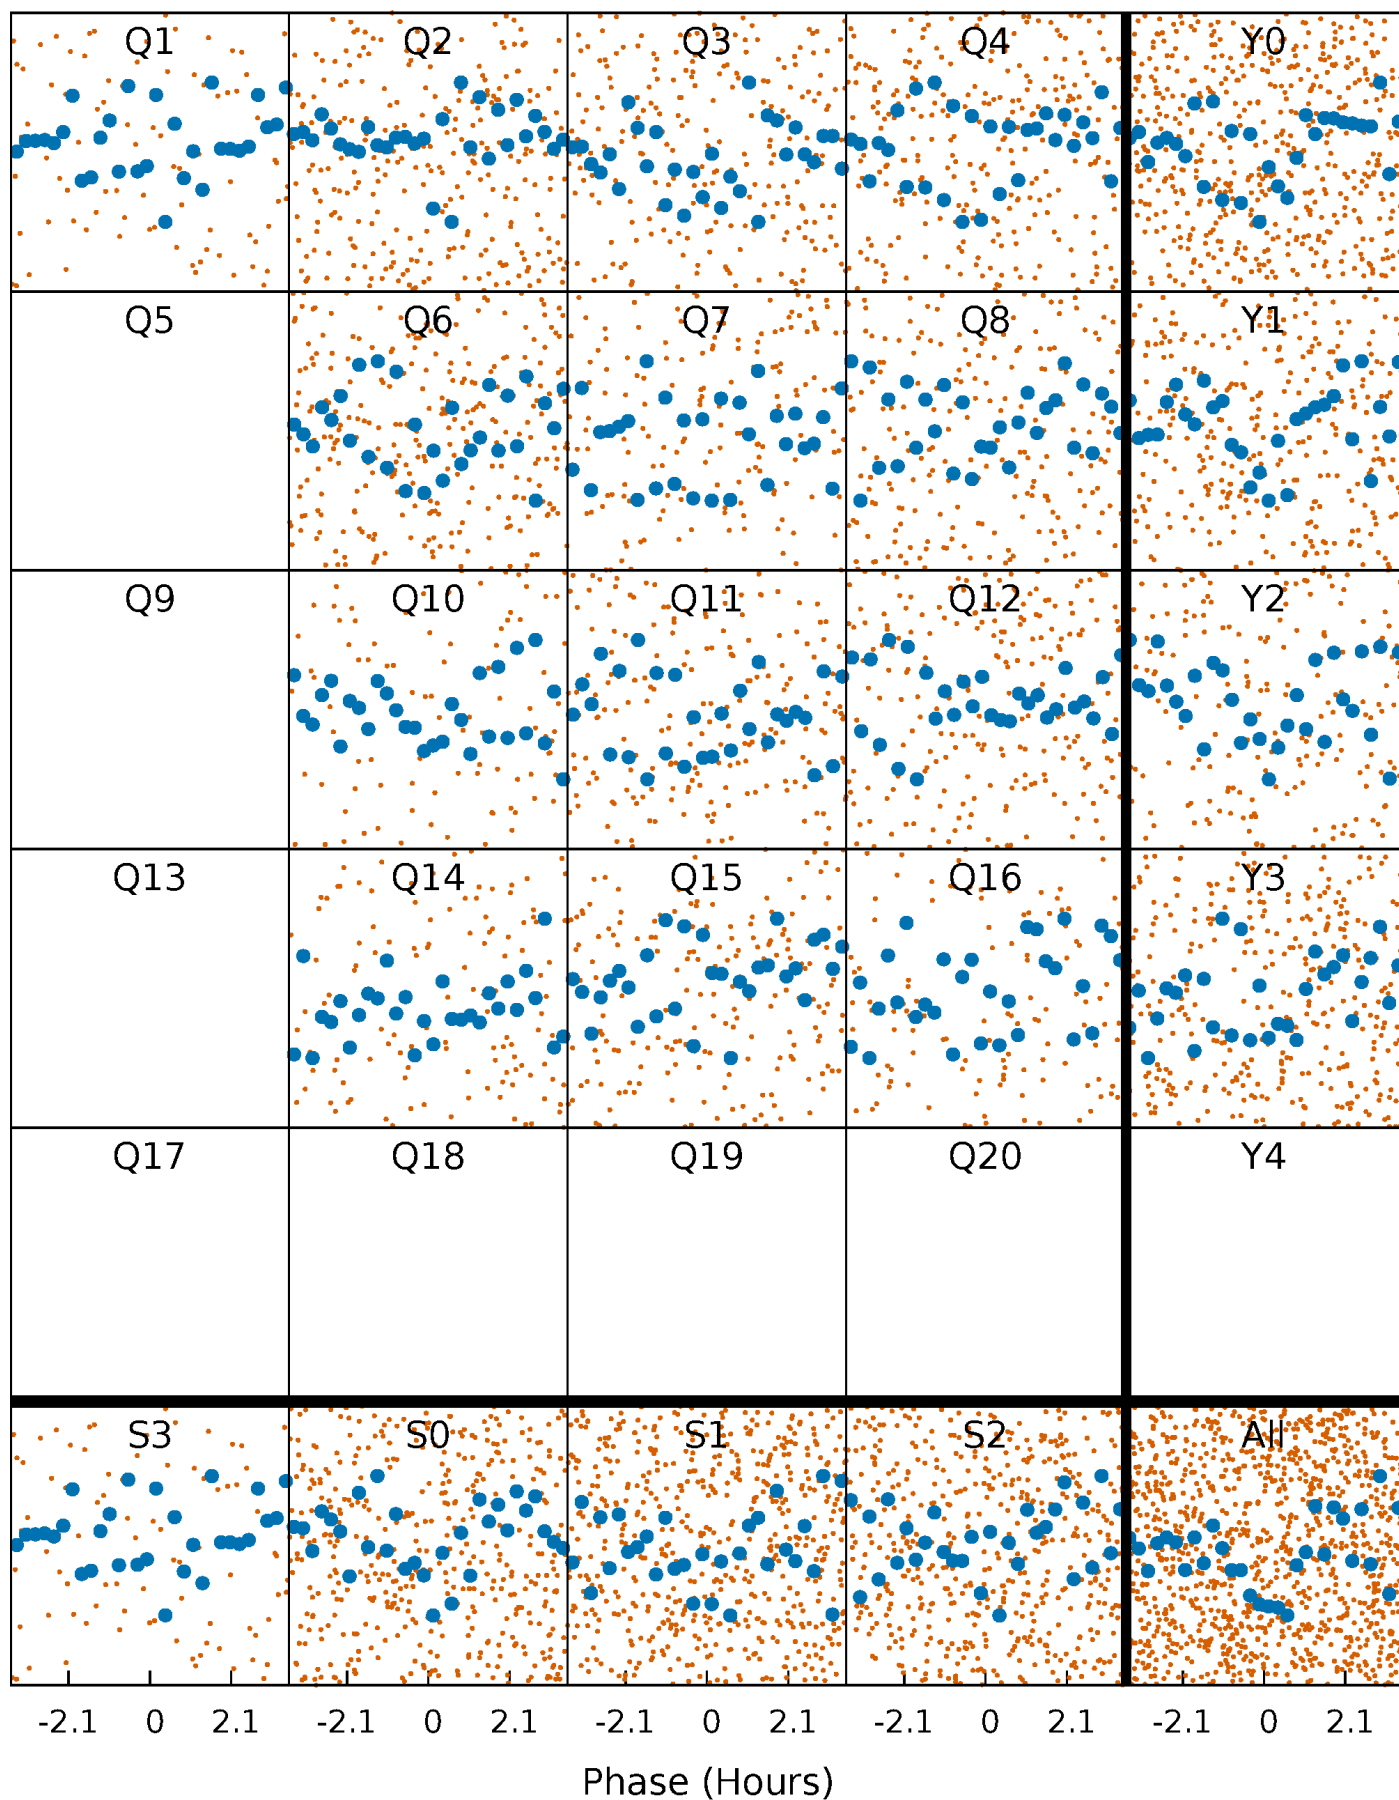 Q1 Q2 Q3 Q4 Y0
Q5 Q6 Q7 Q8 Y1
Q9 Q10 Q11 Q12 Y2
Q13 Q14 Q15 Q16 Y3
Q17 Q18 Q19 Q20 Y4
S3 S0 S1 S2 All
-2.1 0 2.1 -2.1 0 2.1 -2.1 0 2.1 -2.1 0 2.1 -2.1 0 2.1
Phase (Hours)